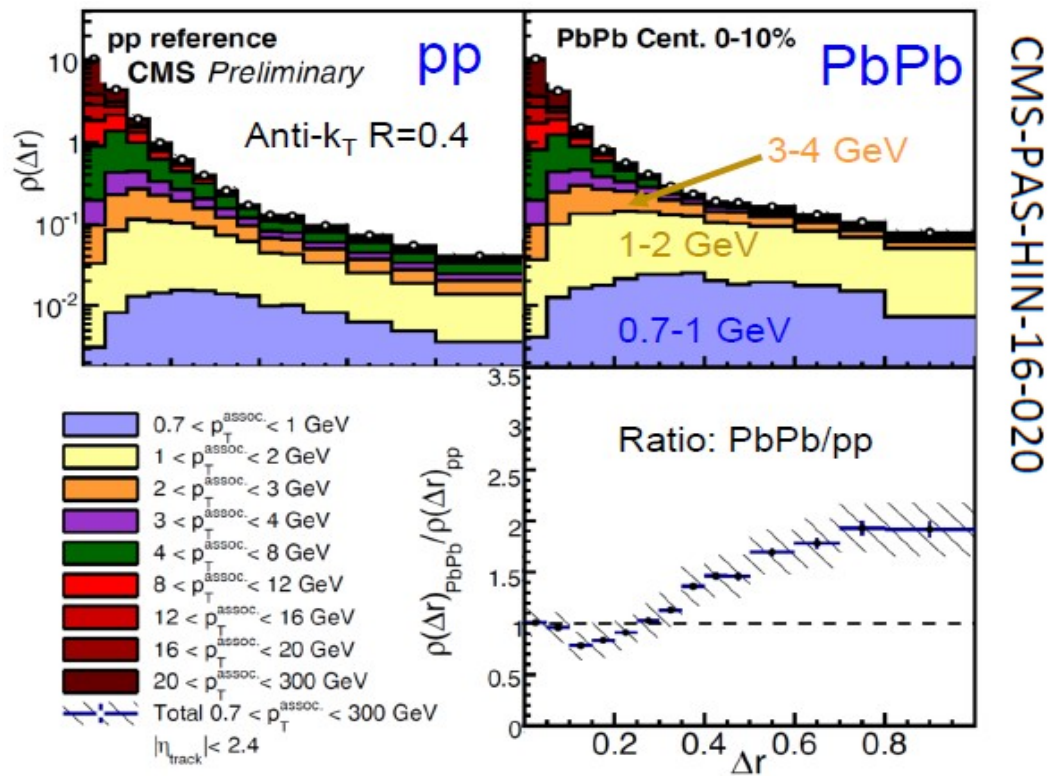 pp reference
CMS Preliminary
pp
Anti-k_T R=0.4
ρ(Δr)
10
1
10^-1
10^-2
PbPb Cent. 0-10%
PbPb
3-4 GeV
1-2 GeV
0.7-1 GeV
CMS-PAS-HIN-16-020
0.7 < p_T^assoc. < 1 GeV
1 < p_T^assoc. < 2 GeV
2 < p_T^assoc. < 3 GeV
3 < p_T^assoc. < 4 GeV
4 < p_T^assoc. < 8 GeV
8 < p_T^assoc. < 12 GeV
12 < p_T^assoc. < 16 GeV
16 < p_T^assoc. < 20 GeV
20 < p_T^assoc. < 300 GeV
Total 0.7 < p_T^assoc. < 300 GeV
|η_track| < 2.4
Ratio: PbPb/pp
ρ(Δr)_PbPb/ρ(Δr)_pp
3.5
3
2.5
2
1.5
1
0.5
0
0.2 0.4 0.6 0.8
Δr